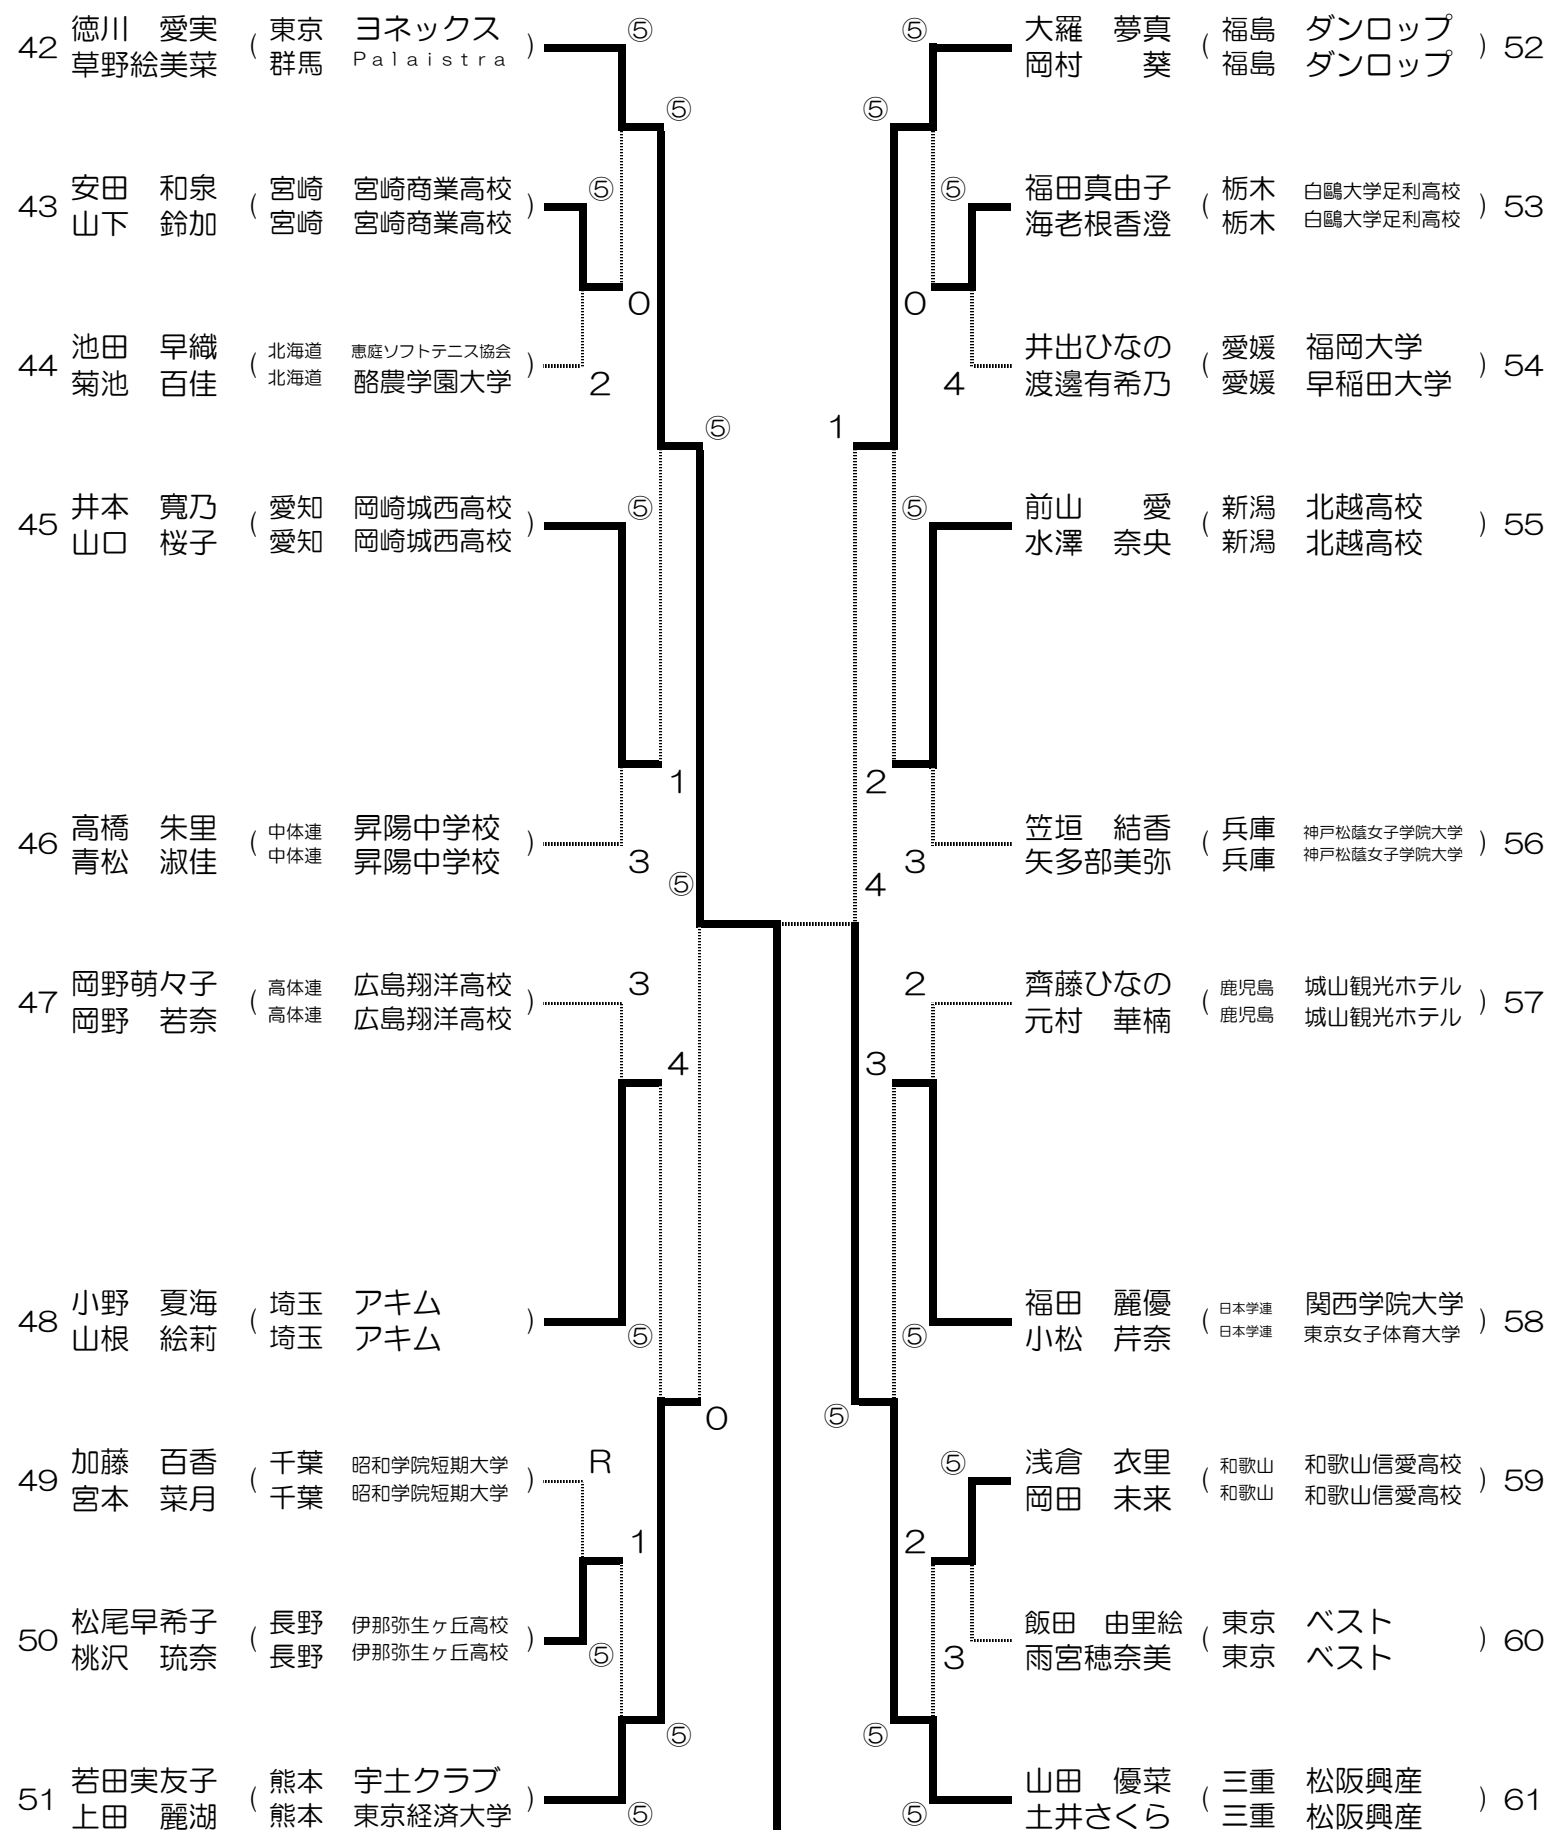 42 徳川　愛実 ( 東京　ヨネックス )
草野絵美菜　群馬　Palaistra
⑤
⑤
43 安田　和泉 ( 宮崎　宮崎商業高校 ) ⑤
山下　鈴加　宮崎　宮崎商業高校
0
44 池田　早織 ( 北海道　恵庭ソフトテニス協会 )
菊池　百佳　北海道　酪農学園大学
2
⑤
45 井本　寛乃 ( 愛知　岡崎城西高校 ) ⑤
山口　桜子　愛知　岡崎城西高校
1
46 高橋　朱里 ( 中体連　昇陽中学校 )
青松　淑佳　中体連　昇陽中学校
3
⑤
47 岡野萌々子 ( 高体連　広島翔洋高校 ) 3
岡野　若奈　高体連　広島翔洋高校
4
48 小野　夏海 ( 埼玉　アキム )
山根　絵莉　埼玉　アキム
⑤
0
49 加藤　百香 ( 千葉　昭和学院短期大学 ) R
宮本　菜月　千葉　昭和学院短期大学
1
50 松尾早希子 ( 長野　伊那弥生ヶ丘高校 )
桃沢　琉奈　長野　伊那弥生ヶ丘高校
⑤
⑤
51 若田実友子 ( 熊本　宇土クラブ )
上田　麗湖　熊本　東京経済大学
⑤
⑤ 大羅　夢真 ( 福島　ダンロップ ) 52
岡村　葵　福島　ダンロップ
⑤
⑤ 福田真由子 ( 栃木　白鷗大学足利高校 ) 53
海老根香澄　栃木　白鷗大学足利高校
0
井出ひなの ( 愛媛　福岡大学 ) 54
渡邊有希乃　愛媛　早稲田大学
4
1
⑤ 前山　愛 ( 新潟　北越高校 ) 55
水澤　奈央　新潟　北越高校
2
笠垣　結香 ( 兵庫　神戸松蔭女子学院大学 ) 56
矢多部美弥　兵庫　神戸松蔭女子学院大学
3
4
2 齊藤ひなの ( 鹿児島　城山観光ホテル ) 57
元村　華楠　鹿児島　城山観光ホテル
3
福田　麗優 ( 日本学連　関西学院大学 ) 58
小松　芹奈　日本学連　東京女子体育大学
⑤
⑤
⑤ 浅倉　衣里 ( 和歌山　和歌山信愛高校 ) 59
岡田　未来　和歌山　和歌山信愛高校
2
飯田　由里絵 ( 東京　ベスト ) 60
雨宮穂奈美　東京　ベスト
3
⑤
山田　優菜 ( 三重　松阪興産 ) 61
土井さくら　三重　松阪興産
⑤